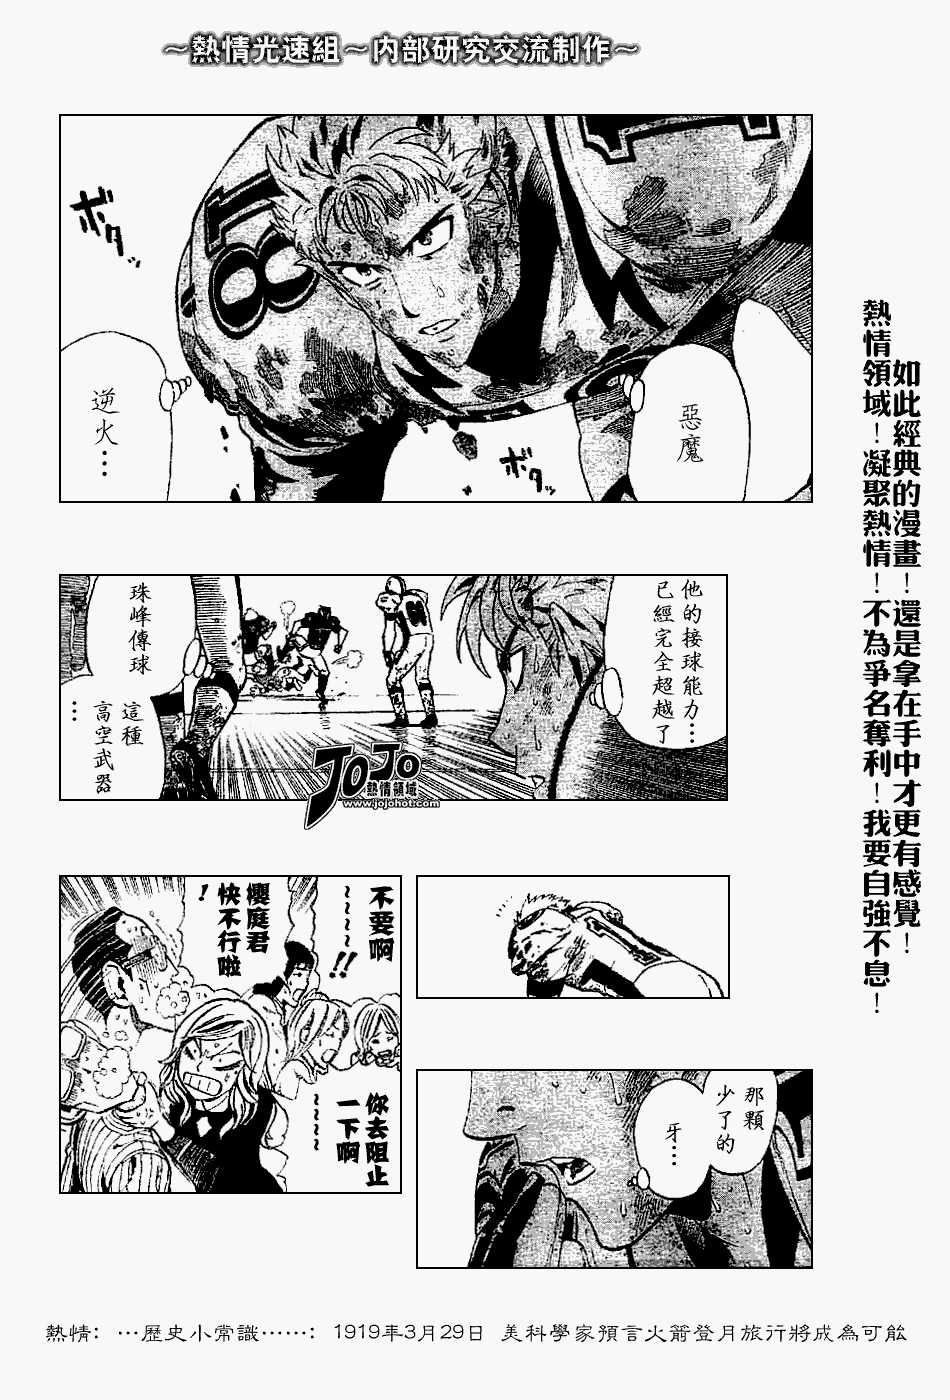 ～熱情光速組～內部研究交流制作～
ボタ
惡魔
逆火…
ボタ
他的接球能力…
已經完全超越了
珠峰傳球
這種
高空武器
…
JoJo
熱情領域
www.jojohot.com
不要啊
~~~~!!
櫻庭君
快不行啦
!
你去阻止
一下啊
~~~~
那顆
少了的
牙…
如此經典的漫畫！還是拿在手中才更有感覺！
熱情領域！凝聚熱情！不為爭名奪利！我要自強不息！
熱情：…歷史小常識……：1919年3月29日 美科學家預言火箭登月旅行將成為可能